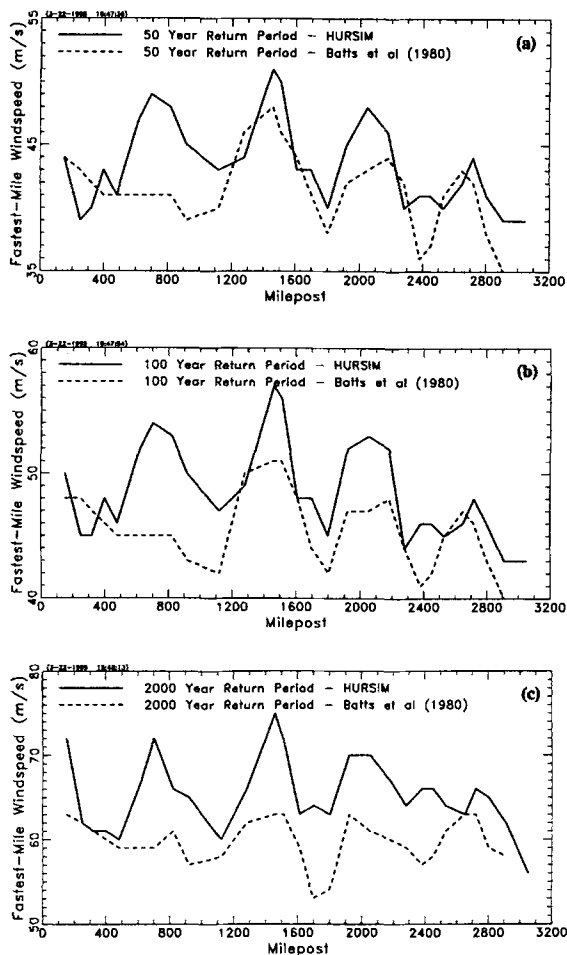 55
50 Year Return Period - HURSIM
50 Year Return Period - Batts et al (1980)
(a)
Fastest-Mile Windspeed (m/s)
45
35
0 400 800 1200 1600 2000 2400 2800 3200
Milepost
60
100 Year Return Period - HURSIM
100 Year Return Period - Batts et al (1980)
(b)
Fastest-Mile Windspeed (m/s)
50
40
0 400 800 1200 1600 2000 2400 2800 3200
Milepost
80
2000 Year Return Period - HURSIM
2000 Year Return Period - Batts et al (1980)
(c)
Fastest-Mile Windspeed (m/s)
70
60
50
0 400 800 1200 1600 2000 2400 2800 3200
Milepost